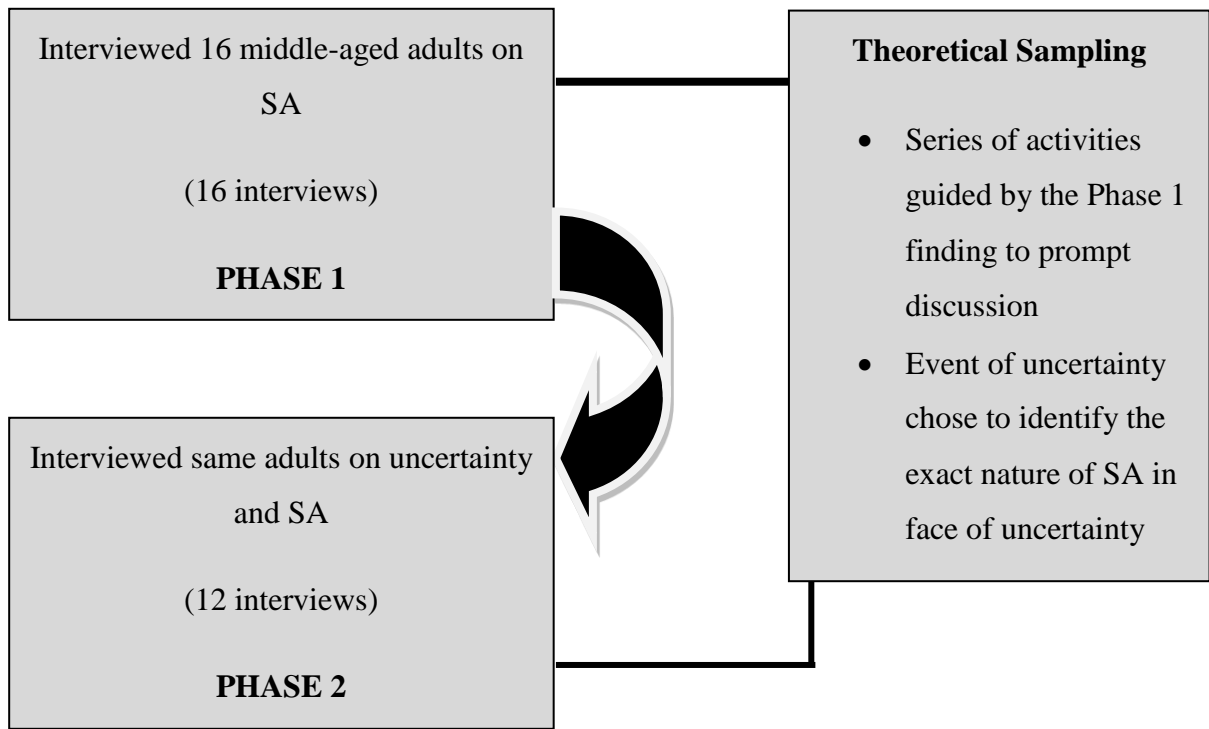 Interviewed 16 middle-aged adults on
SA
(16 interviews)
PHASE 1
Interviewed same adults on uncertainty
and SA
(12 interviews)
PHASE 2
Theoretical Sampling
• Series of activities
guided by the Phase 1
finding to prompt
discussion
• Event of uncertainty
chose to identify the
exact nature of SA in
face of uncertainty